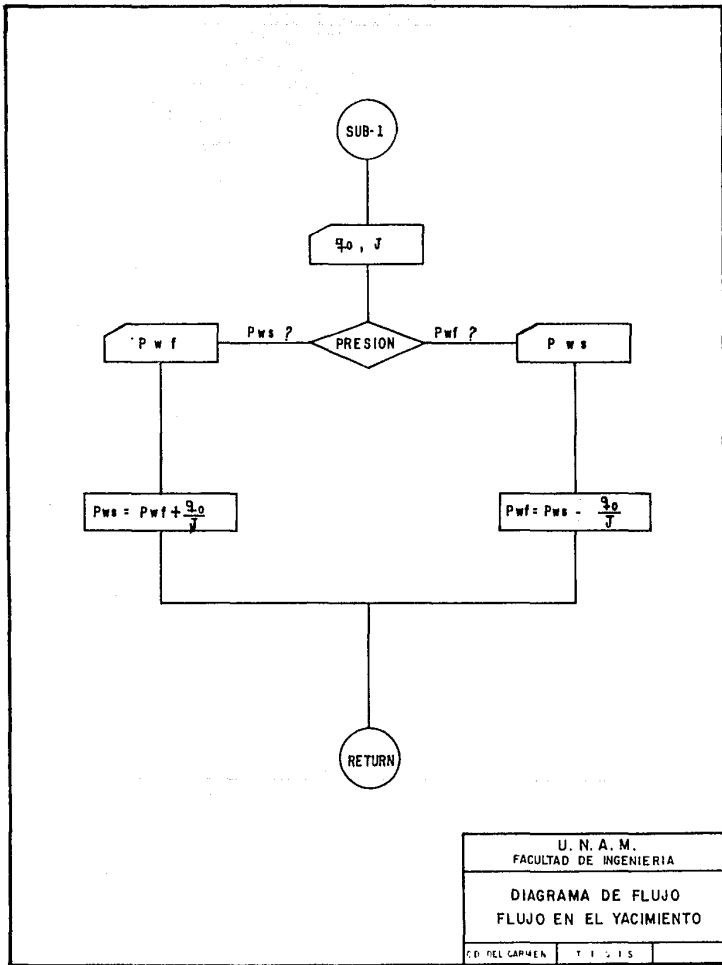 SUB-1
qo, J
Pws ?
PRESION
Pwf ?
Pwf
Pws
Pws = Pwf + qo/J
Pwf = Pws - qo/J
RETURN
U. N. A. M.
FACULTAD DE INGENIERIA
DIAGRAMA DE FLUJO
FLUJO EN EL YACIMIENTO
CD. DEL CARMEN